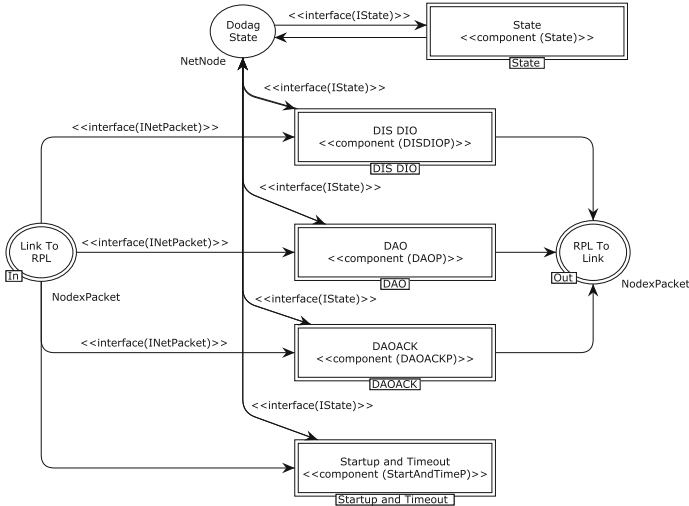 Dodag
State
NetNode
<<interface(IState)>>
State
<<component (State)>>
State
<<interface(IState)>>
<<interface(INetPacket)>>
DIS DIO
<<component (DISDIOP)>>
DIS DIO
<<interface(IState)>>
Link To
RPL
In
NodexPacket
<<interface(INetPacket)>>
DAO
<<component (DAOP)>>
DAO
RPL To
Link
Out
NodexPacket
<<interface(IState)>>
<<interface(INetPacket)>>
DAOACK
<<component (DAOACKP)>>
DAOACK
<<interface(IState)>>
Startup and Timeout
<<component (StartAndTimeP)>>
Startup and Timeout